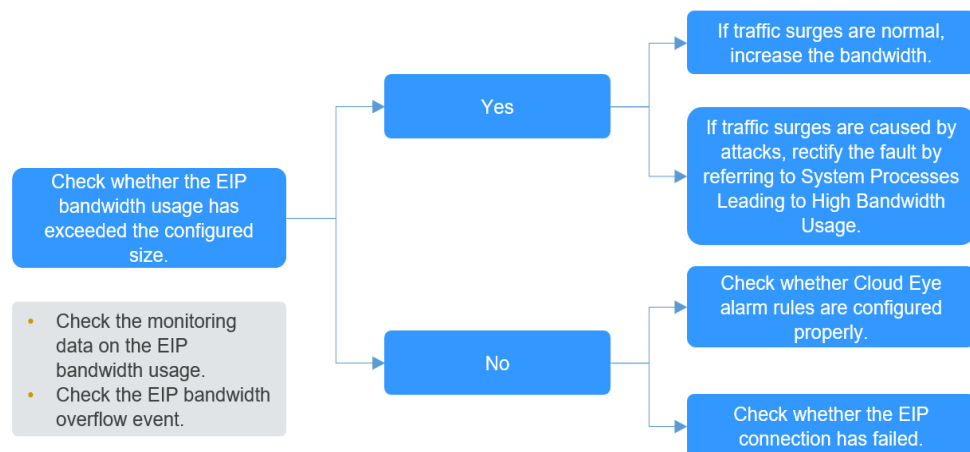 If traffic surges are normal,
increase the bandwidth.
Yes
If traffic surges are caused by
attacks, rectify the fault by
referring to System Processes
Leading to High Bandwidth
Usage.
Check whether the EIP
bandwidth usage has
exceeded the configured
size.
• Check the monitoring
data on the EIP
bandwidth usage.
• Check the EIP bandwidth
overflow event.
No
Check whether Cloud Eye
alarm rules are configured
properly.
Check whether the EIP
connection has failed.